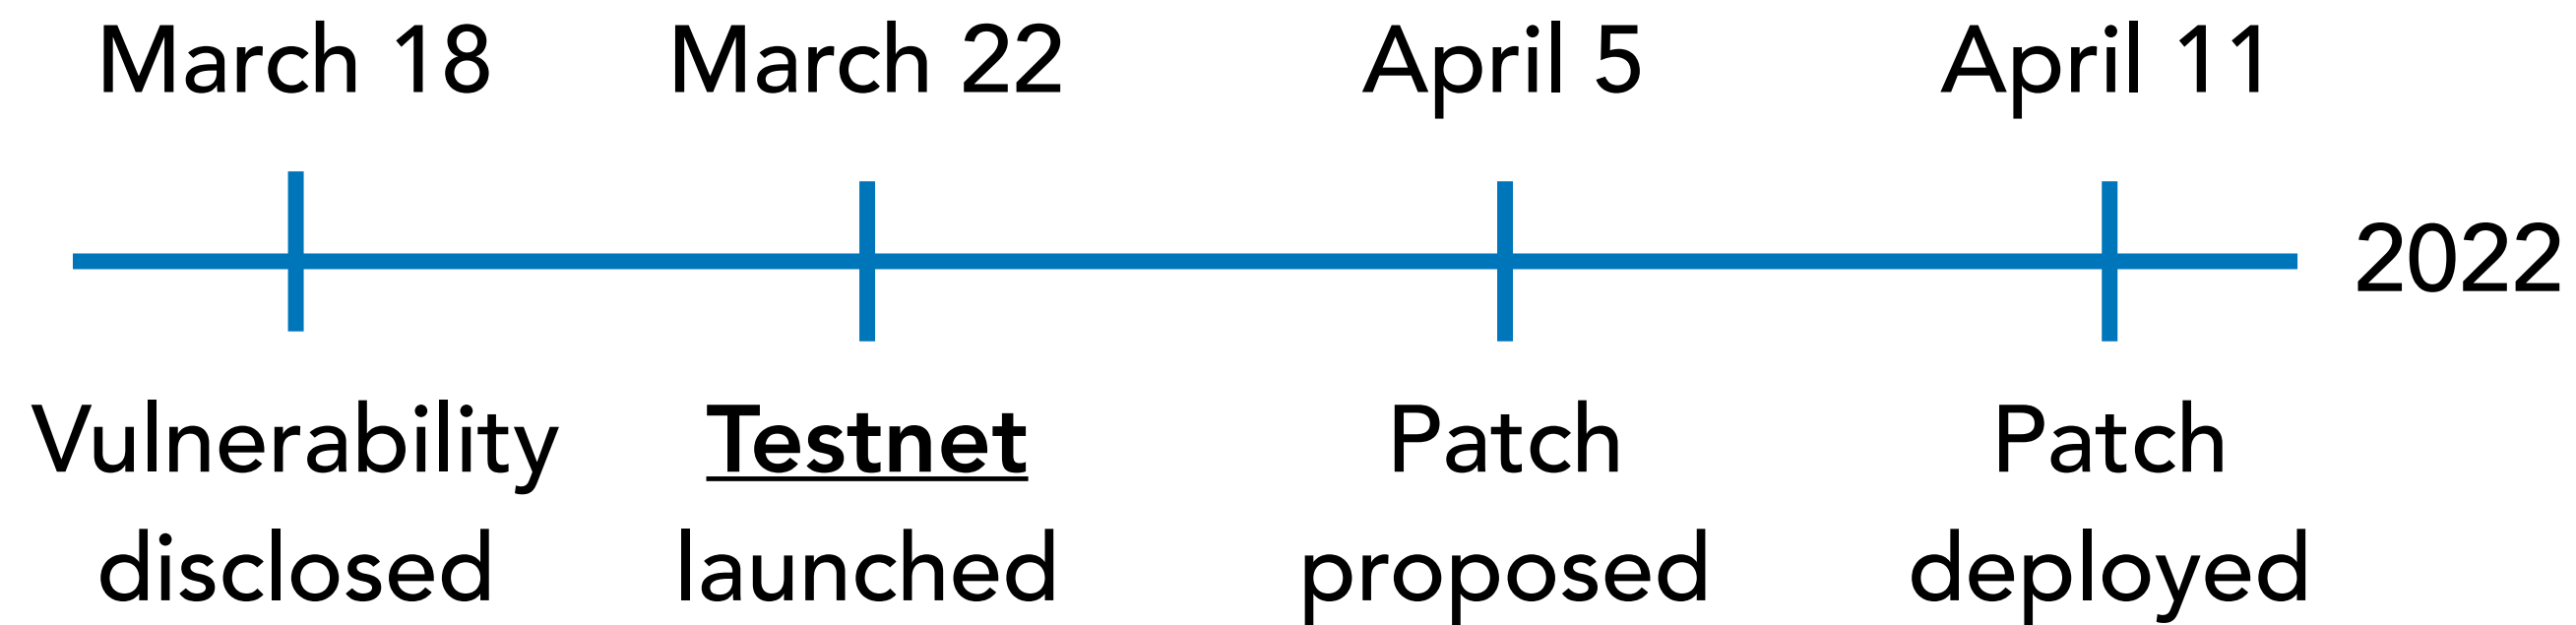 March 18 March 22 April 5 April 11
2022
Vulnerability Testnet Patch Patch
disclosed launched proposed deployed